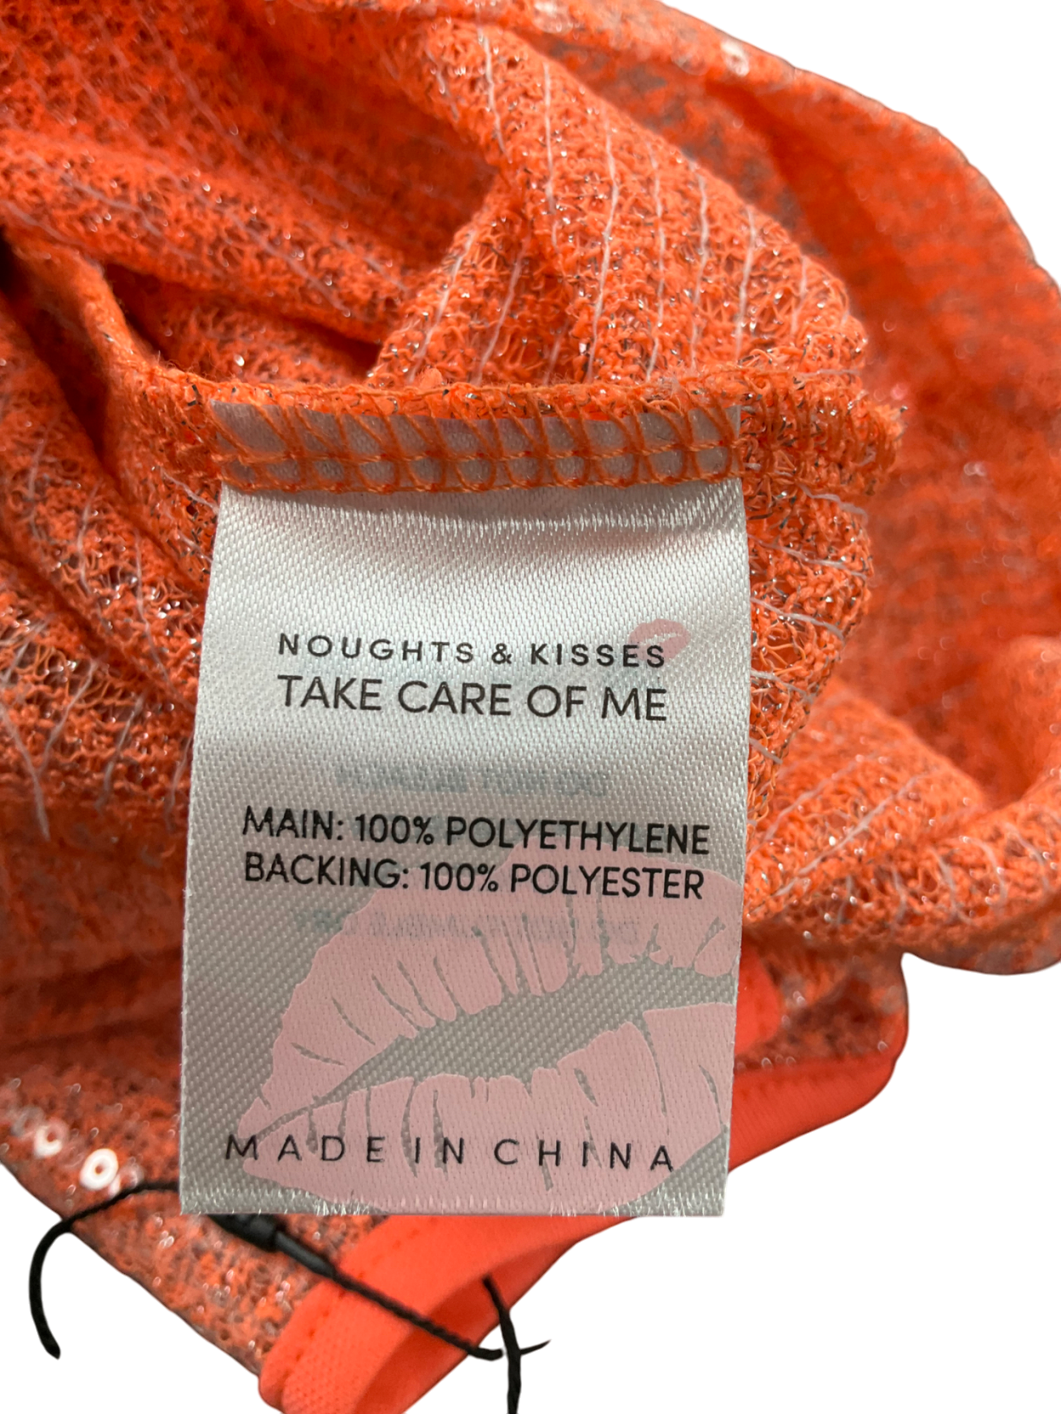 NOUGHTS & KISSES
TAKE CARE OF ME
MAIN: 100% POLYETHYLENE
BACKING: 100% POLYESTER
MADE IN CHINA